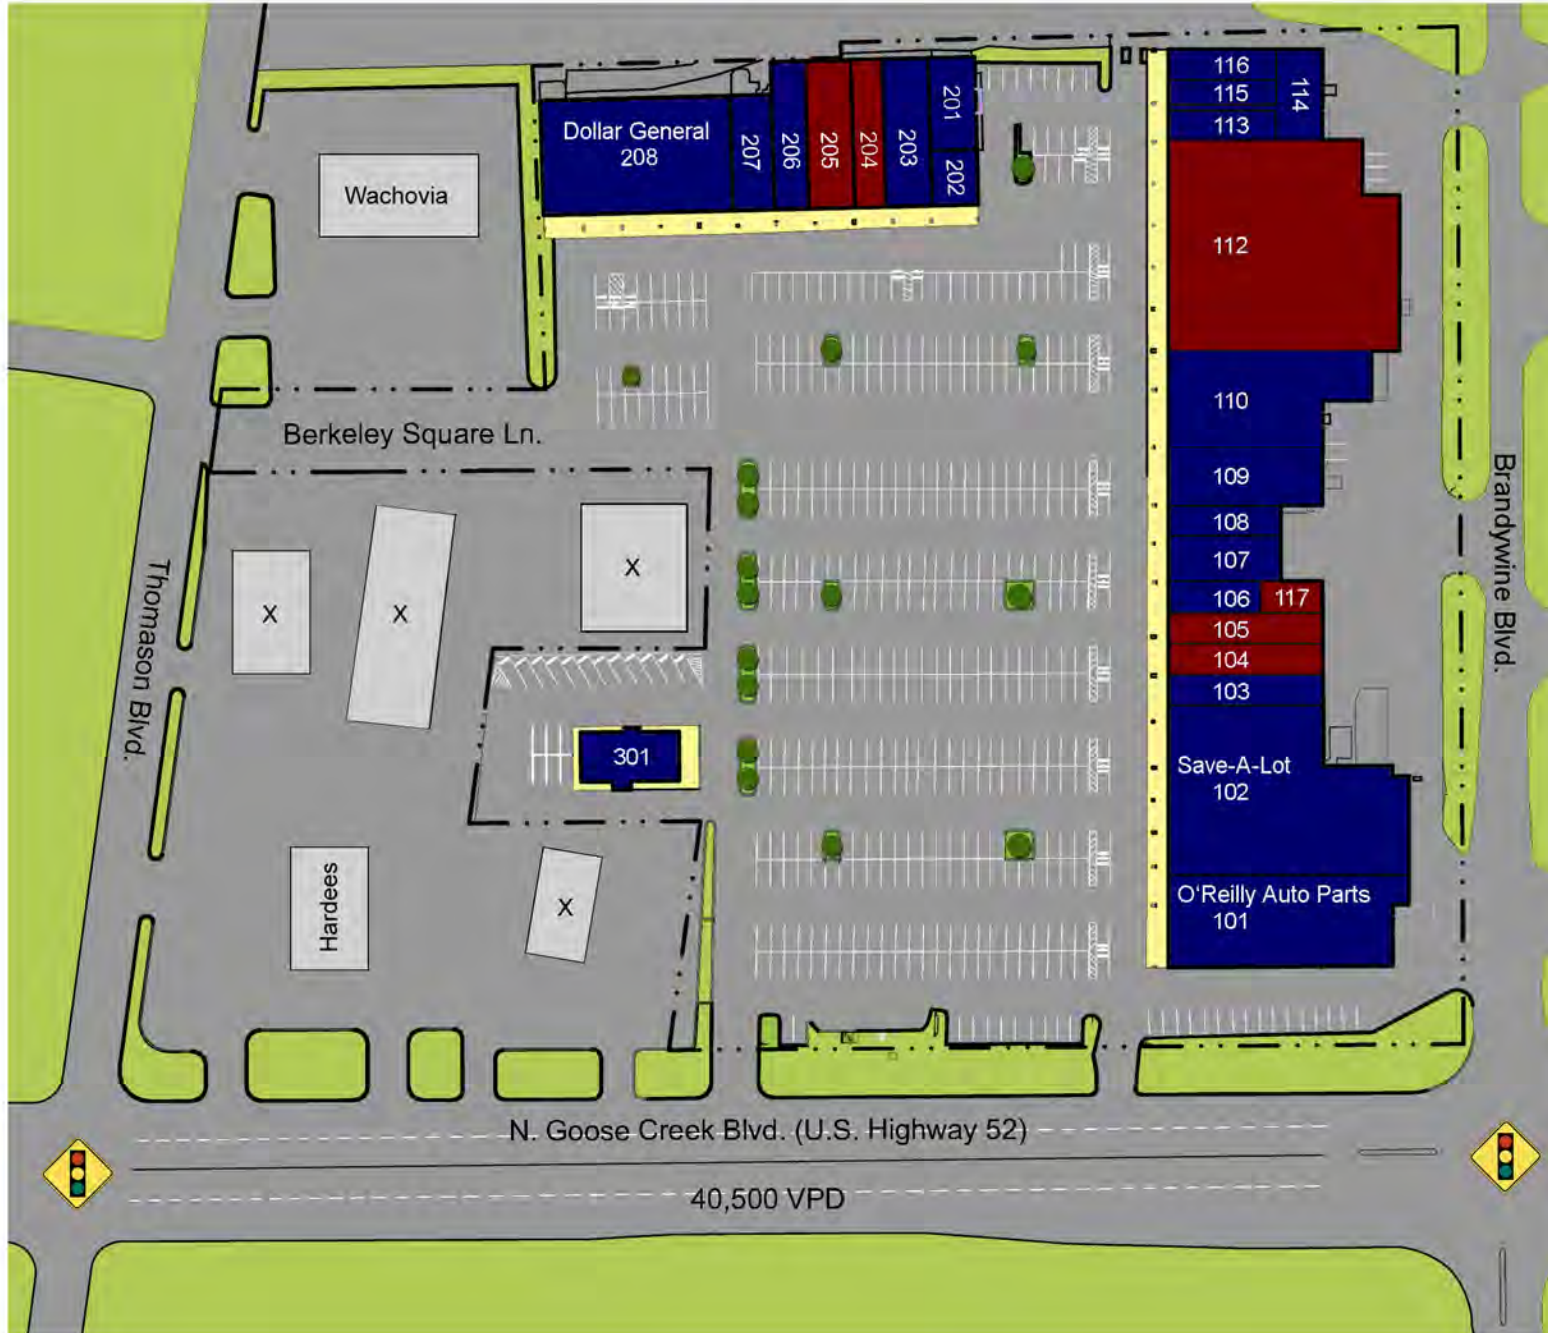 Wachovia
Dollar General
208
207
206
205
204
203
201
202
116
115
114
113
112
110
109
108
107
106
117
105
104
103
Save-A-Lot
102
O'Reilly Auto Parts
101
Berkeley Square Ln.
X
X
X
301
Hardees
X
Thomason Blvd.
Brandywine Blvd.
N. Goose Creek Blvd. (U.S. Highway 52)
40,500 VPD